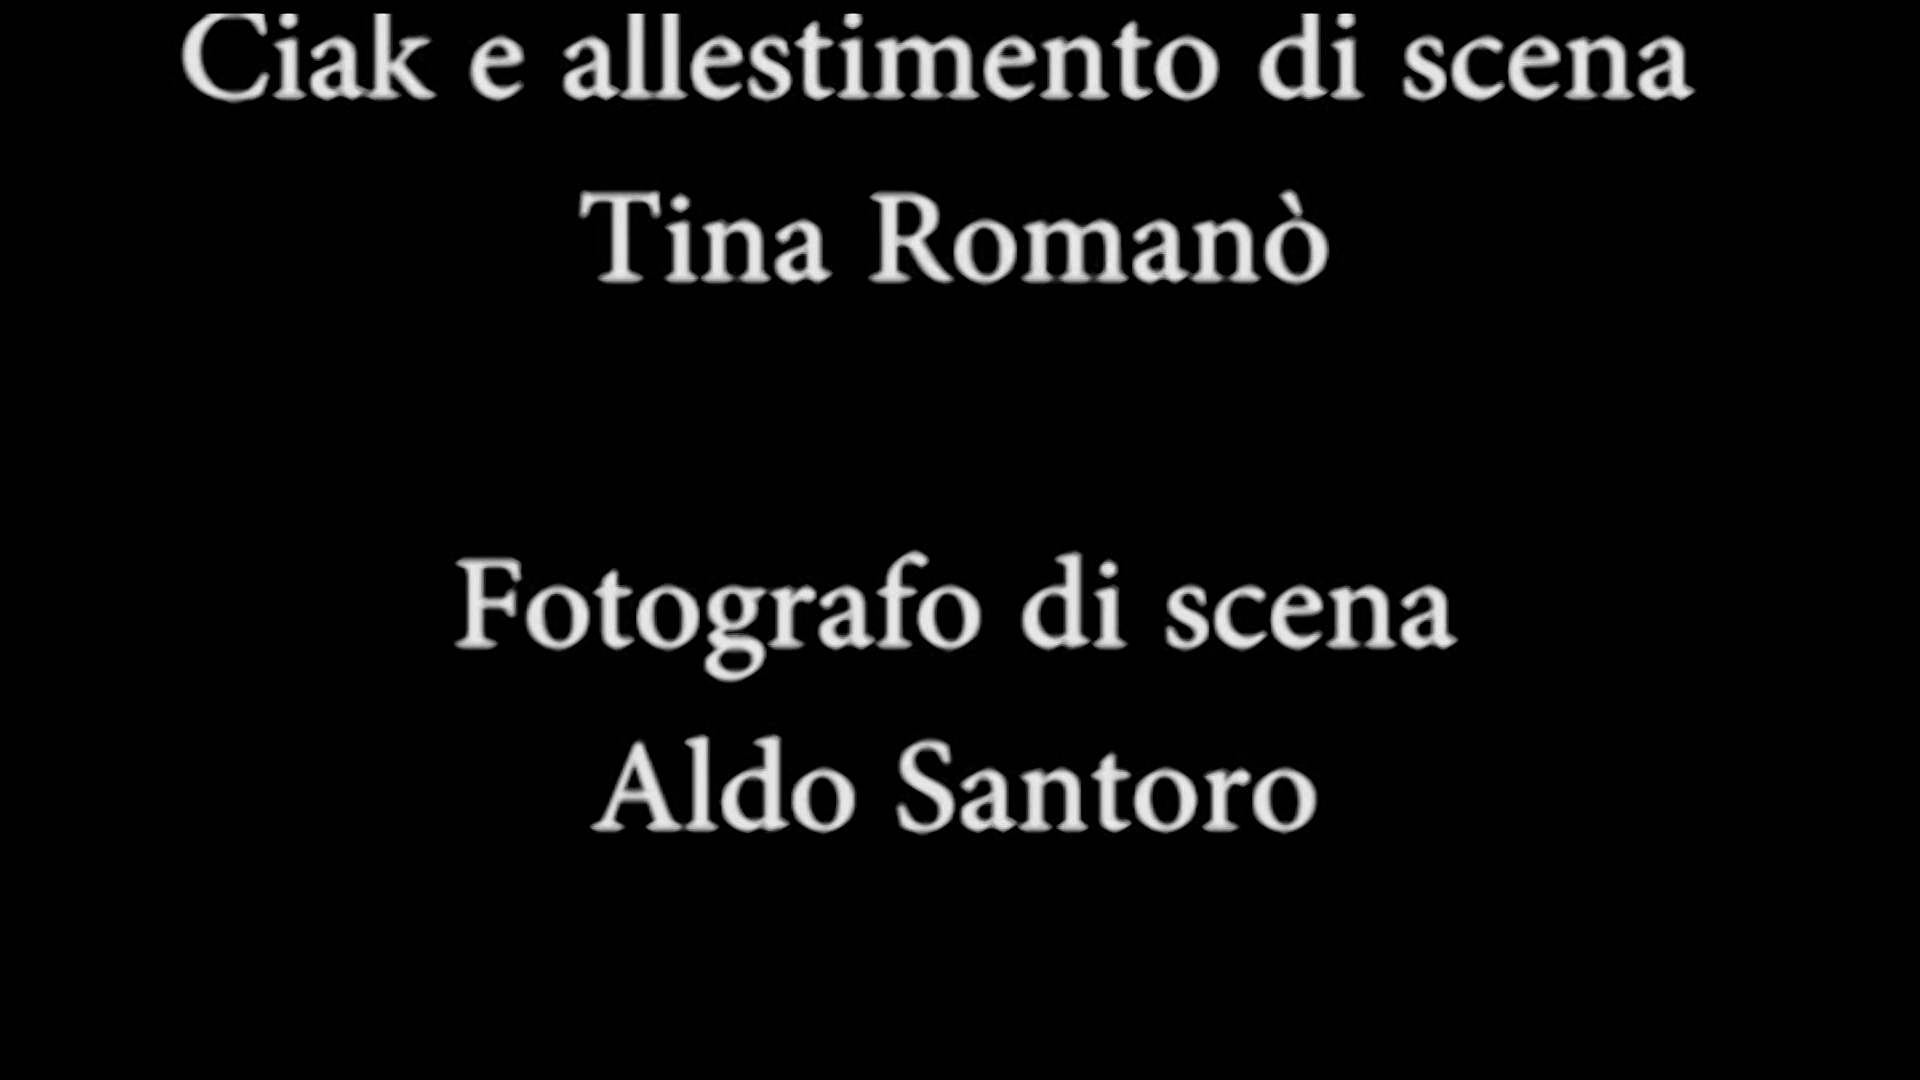 Ciak e allestimento di scena
Tina Romanò
Fotografo di scena
Aldo Santoro